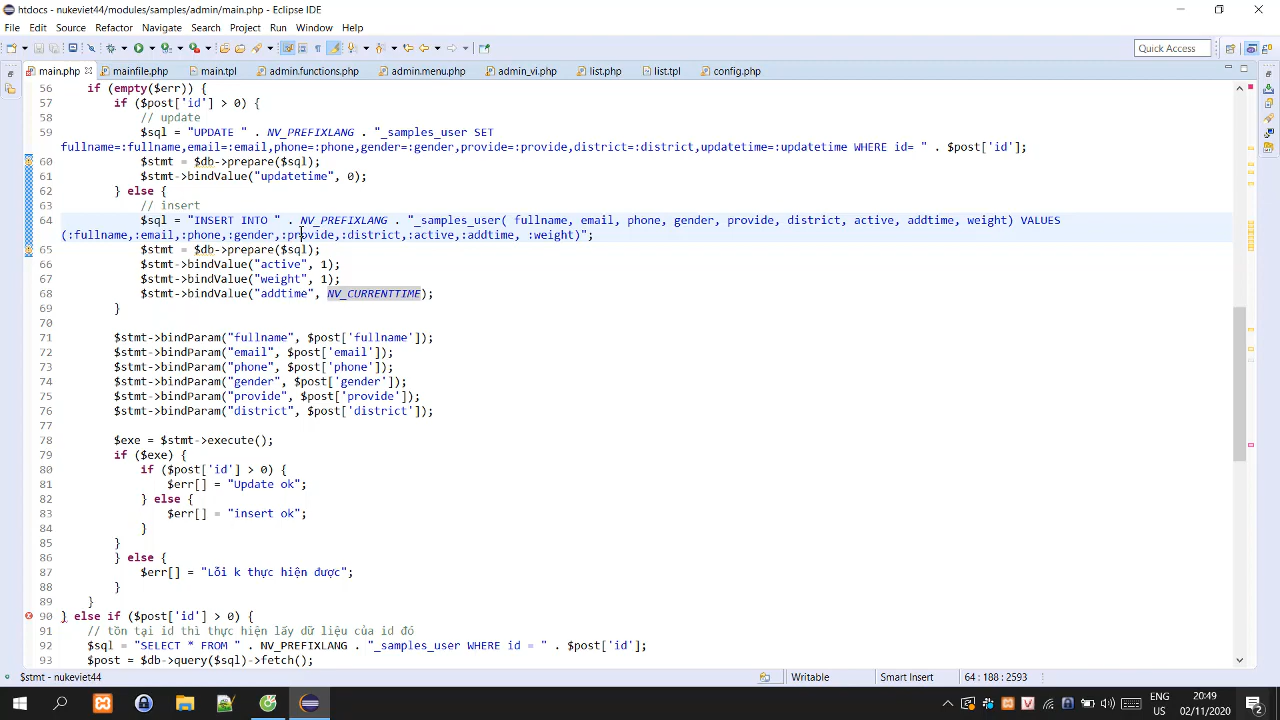 htdocs - nukeviet44/modules/samples/admin/main.php - Eclipse IDE
File Edit Source Refactor Navigate Search Project Run Window Help
Quick Access
main.php mainfile.php main.tpl admin.functions.php admin.menu.php admin_vi.php list.php list.tpl config.php
56 if (empty($err)) {
57 if ($post['id'] > 0) {
58 // update
59 $sql = "UPDATE " . NV_PREFIXLANG . "_samples_user SET
fullname=:fullname,email=:email,phone=:phone,gender=:gender,provide=:provide,district=:district,updatetime=:updatetime WHERE id= " . $post['id'];
60 $stmt = $db->prepare($sql);
61 $stmt->bindValue("updatetime", 0);
62 } else {
63 // insert
64 $sql = "INSERT INTO " . NV_PREFIXLANG . "_samples_user( fullname, email, phone, gender, provide, district, active, addtime, weight) VALUES
(:fullname,:email,:phone,:gender,:provide,:district,:active,:addtime, :weight)";
65 $stmt = $db->prepare($sql);
66 $stmt->bindValue("active", 1);
67 $stmt->bindValue("weight", 1);
68 $stmt->bindValue("addtime", NV_CURRENTTIME);
69 }
70
71 $stmt->bindParam("fullname", $post['fullname']);
72 $stmt->bindParam("email", $post['email']);
73 $stmt->bindParam("phone", $post['phone']);
74 $stmt->bindParam("gender", $post['gender']);
75 $stmt->bindParam("provide", $post['provide']);
76 $stmt->bindParam("district", $post['district']);
77
78 $exe = $stmt->execute();
79 if ($exe) {
80 if ($post['id'] > 0) {
81 $err[] = "Update ok";
82 } else {
83 $err[] = "insert ok";
84 }
85 }
86 } else {
87 $err[] = "Lỗi k thực hiện được";
88 }
89 }
90 } else if ($post['id'] > 0) {
91 // tồn tại id thì thực hiện lấy dữ liệu của id đó
92 $sql = "SELECT * FROM " . NV_PREFIXLANG . "_samples_user WHERE id = " . $post['id'];
93 $post = $db->query($sql)->fetch();
$stmt - nukeviet44 Writable Smart Insert 64 : 188 : 2593
ENG 20:49
US 02/11/2020 2